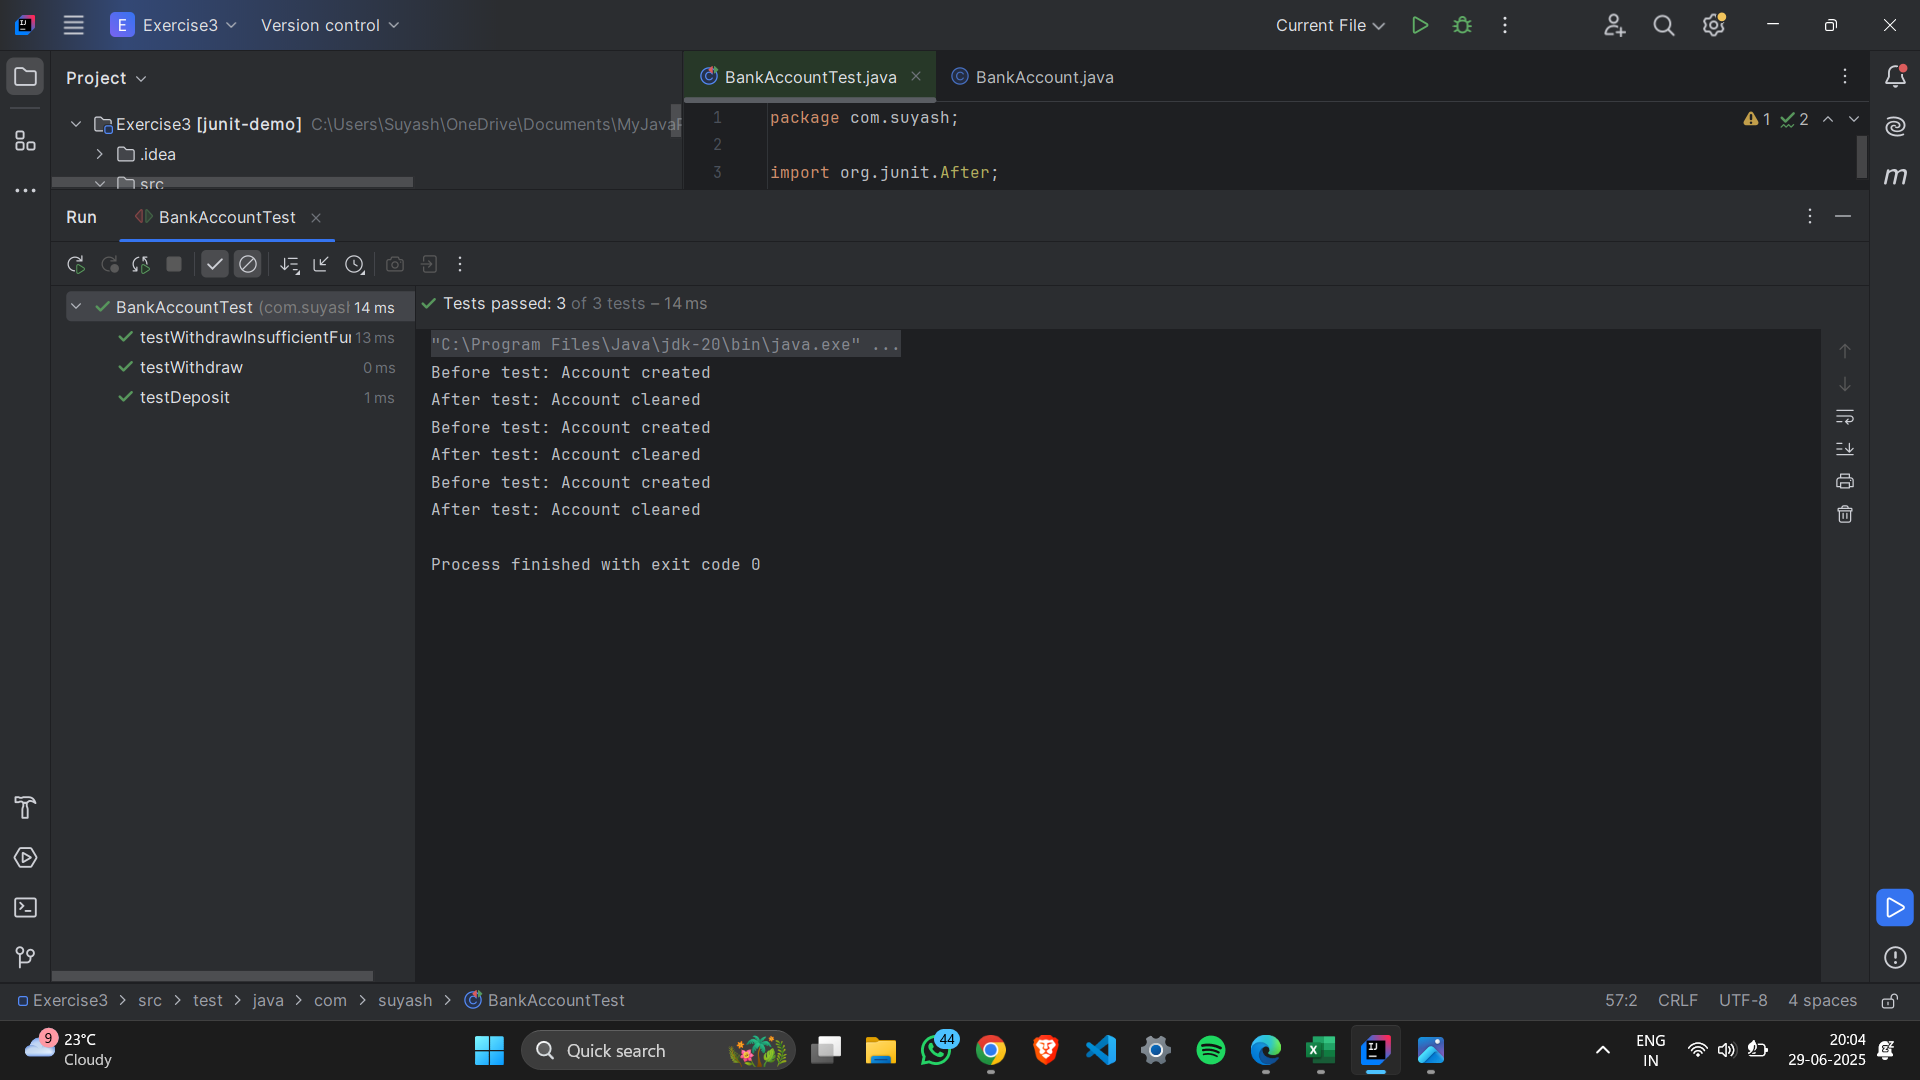 E Exercise3 Version control Current File
Project
BankAccountTest.java BankAccount.java
Exercise3 [junit-demo] C:\Users\Suyash\OneDrive\Documents\MyJavaP
.idea
src
1 package com.suyash;
2
3 import org.junit.After;
1 2
m
Run BankAccountTest
BankAccountTest (com.suyash 14 ms
testWithdrawInsufficientFun 13 ms
testWithdraw 0 ms
testDeposit 1 ms
Tests passed: 3 of 3 tests – 14 ms
"C:\Program Files\Java\jdk-20\bin\java.exe" ...
Before test: Account created
After test: Account cleared
Before test: Account created
After test: Account cleared
Before test: Account created
After test: Account cleared
Process finished with exit code 0
Exercise3 > src > test > java > com > suyash > BankAccountTest
57:2 CRLF UTF-8 4 spaces
9 23°C
Cloudy
Quick search
44
ENG
IN
20:04
29-06-2025